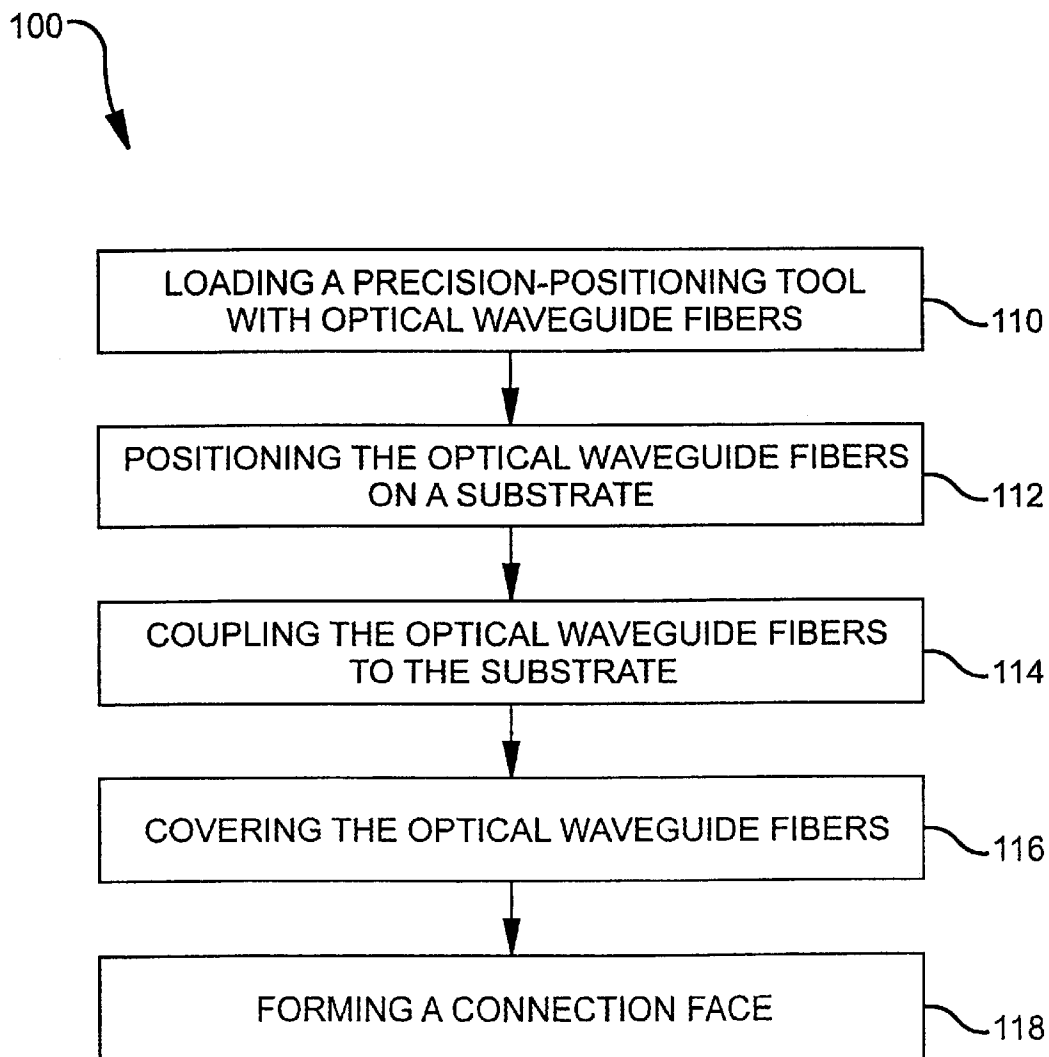 100
LOADING A PRECISION-POSITIONING TOOL
WITH OPTICAL WAVEGUIDE FIBERS
110
POSITIONING THE OPTICAL WAVEGUIDE FIBERS
ON A SUBSTRATE
112
COUPLING THE OPTICAL WAVEGUIDE FIBERS
TO THE SUBSTRATE
114
COVERING THE OPTICAL WAVEGUIDE FIBERS
116
FORMING A CONNECTION FACE
118